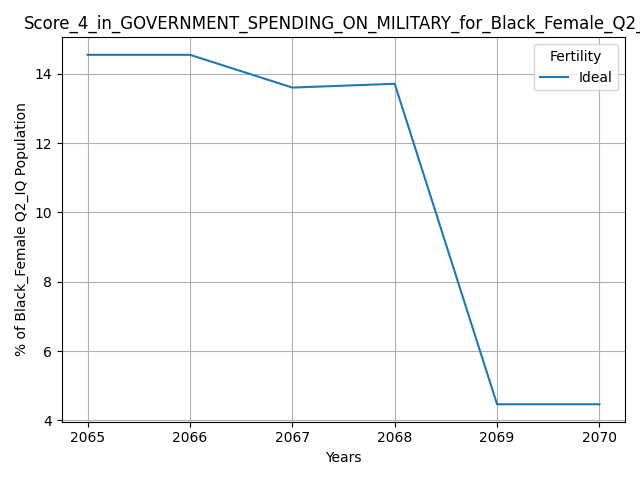 Score_4_in_GOVERNMENT_SPENDING_ON_MILITARY_for_Black_Female_Q2_
Fertility
Ideal
% of Black_Female Q2_IQ Population
14
12
10
8
6
4
2065 2066 2067 2068 2069 2070
Years